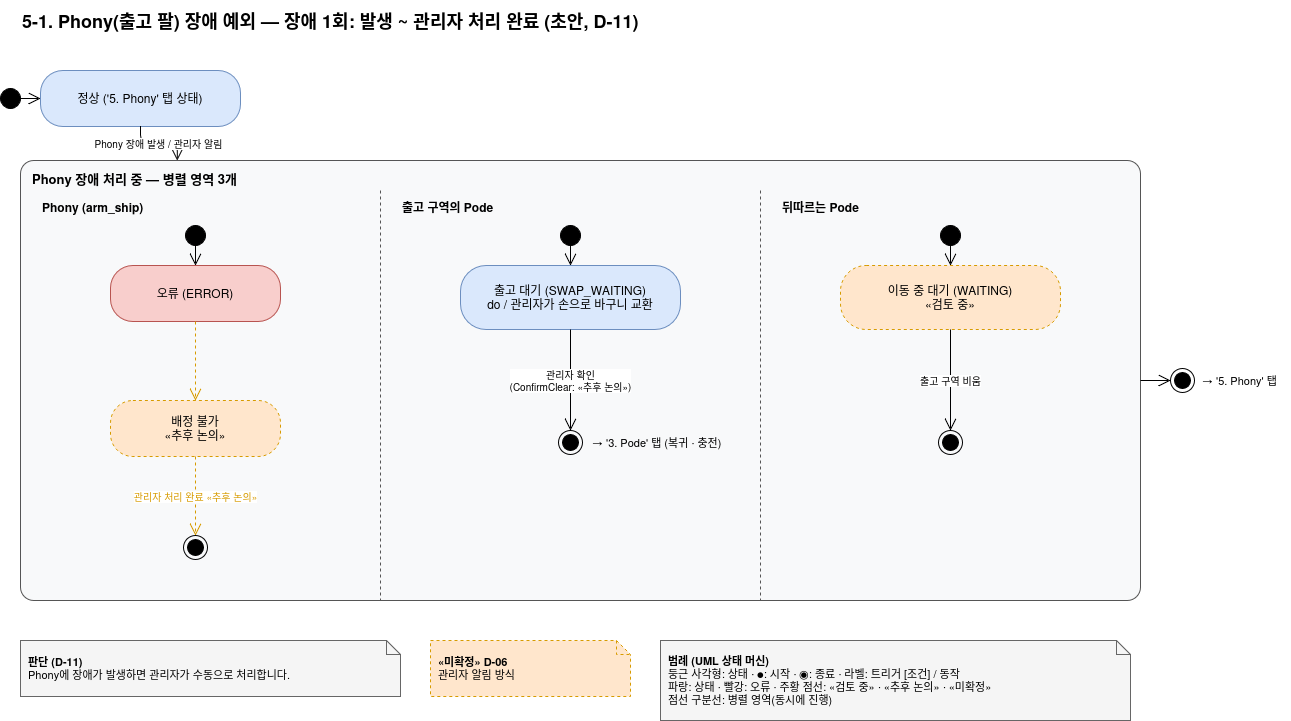 5-1. Phony(출고 팔) 장애 예외 — 장애 1회: 발생 ~ 관리자 처리 완료 (초안, D-11)
정상 ('5. Phony' 탭 상태)
Phony 장애 발생 / 관리자 알림
Phony 장애 처리 중 — 병렬 영역 3개
Phony (arm_ship)
출고 구역의 Pode
뒤따르는 Pode
오류 (ERROR)
출고 대기 (SWAP_WAITING)
do / 관리자가 손으로 바구니 교환
이동 중 대기 (WAITING)
«검토 중»
관리자 확인
(ConfirmClear: «추후 논의»)
출고 구역 비움
→ '5. Phony' 탭
배정 불가
«추후 논의»
→ '3. Pode' 탭 (복귀 · 충전)
관리자 처리 완료 «추후 논의»
판단 (D-11)
Phony에 장애가 발생하면 관리자가 수동으로 처리합니다.
«미확정» D-06
관리자 알림 방식
범례 (UML 상태 머신)
둥근 사각형: 상태 · ●: 시작 · ◉: 종료 · 라벨: 트리거 [조건] / 동작
파랑: 상태 · 빨강: 오류 · 주황 점선: «검토 중» · «추후 논의» · «미확정»
점선 구분선: 병렬 영역(동시에 진행)